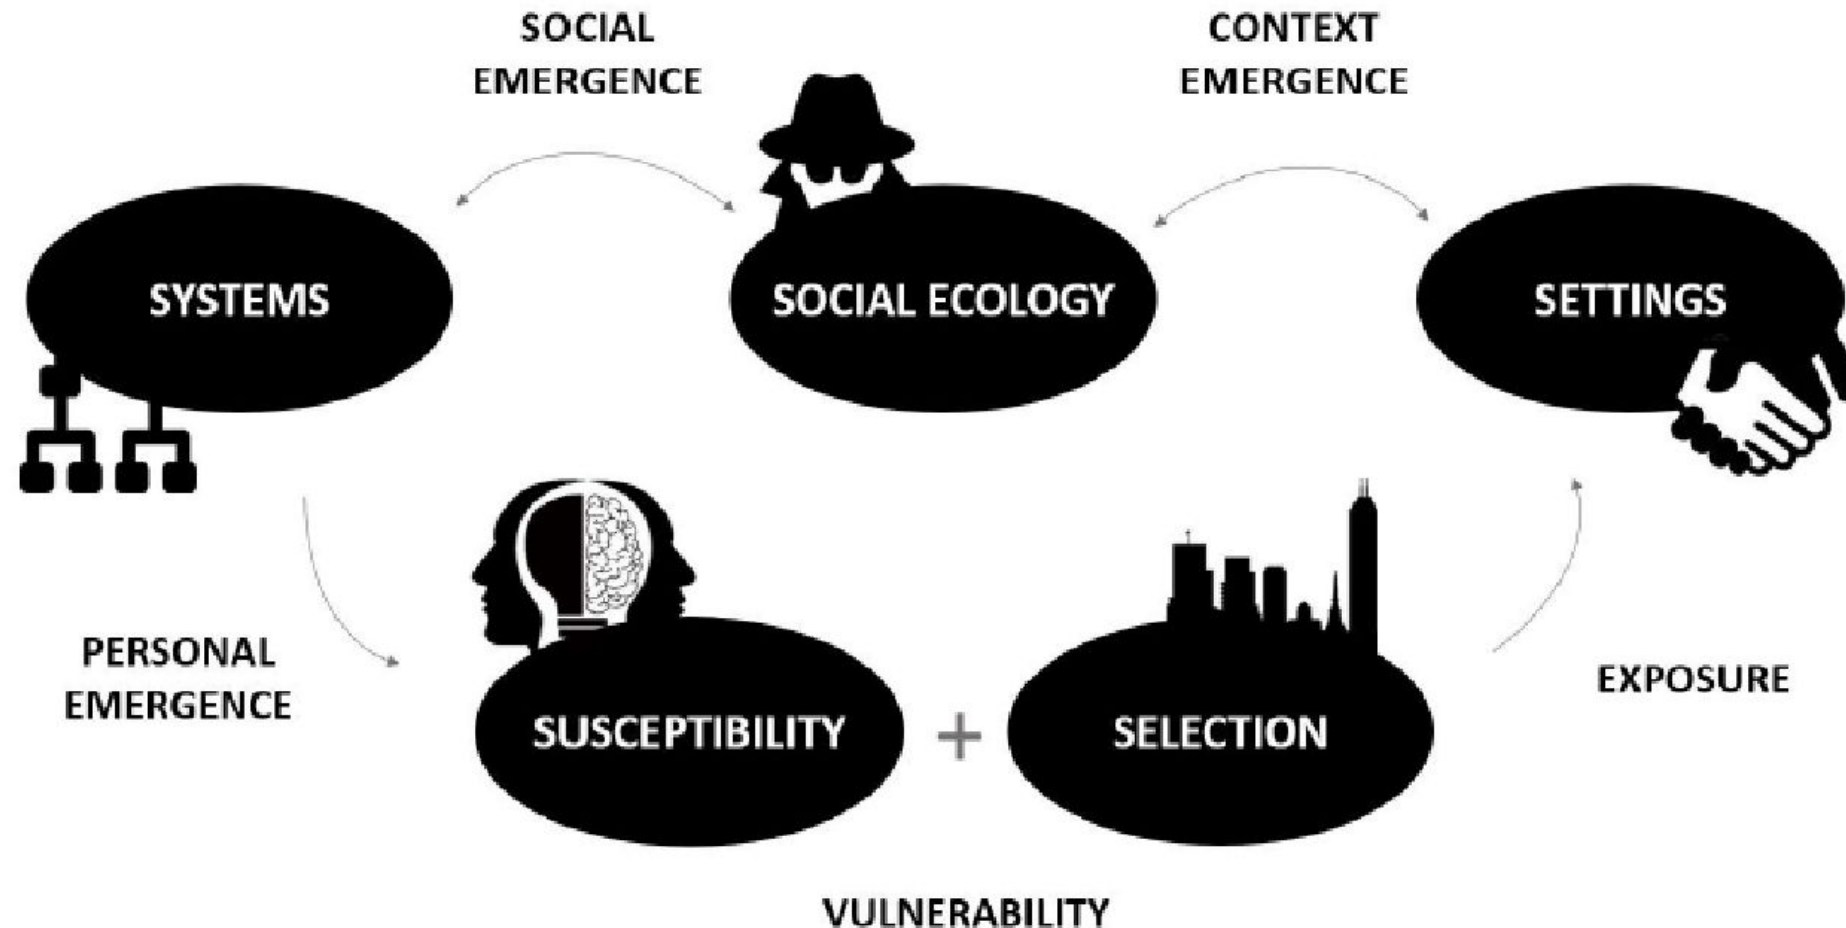 SOCIAL
EMERGENCE
CONTEXT
EMERGENCE
SYSTEMS
SOCIAL ECOLOGY
SETTINGS
PERSONAL
EMERGENCE
EXPOSURE
SUSCEPTIBILITY
+
SELECTION
VULNERABILITY